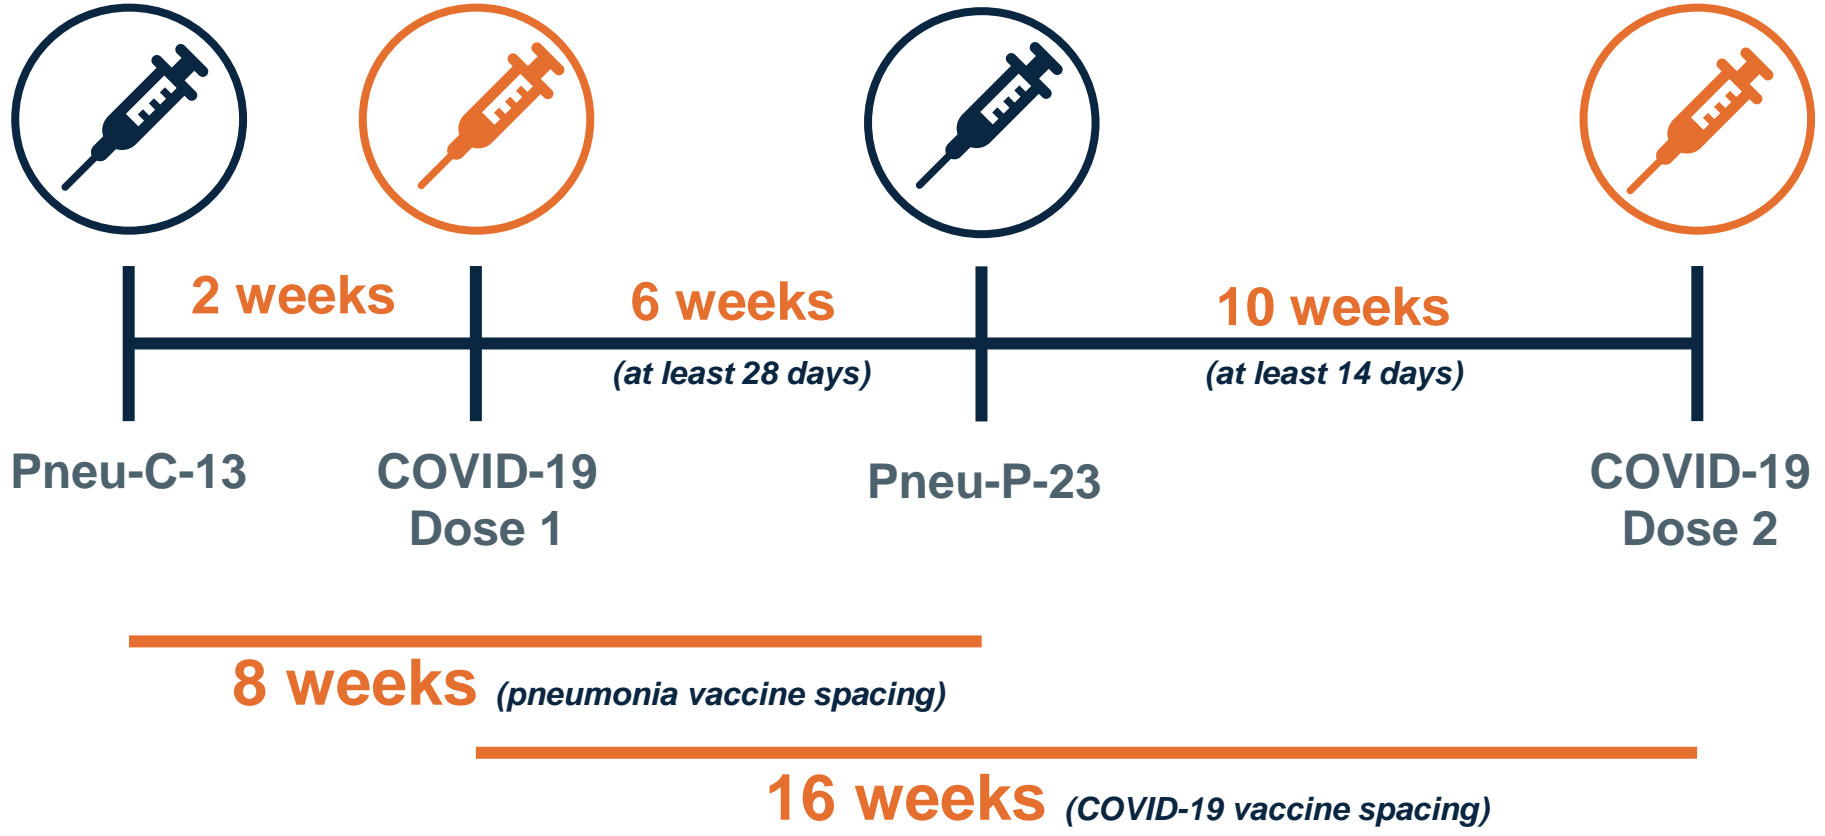 2 weeks
6 weeks
10 weeks
(at least 28 days)
(at least 14 days)
Pneu-C-13
COVID-19
Dose 1
Pneu-P-23
COVID-19
Dose 2
8 weeks (pneumonia vaccine spacing)
16 weeks (COVID-19 vaccine spacing)